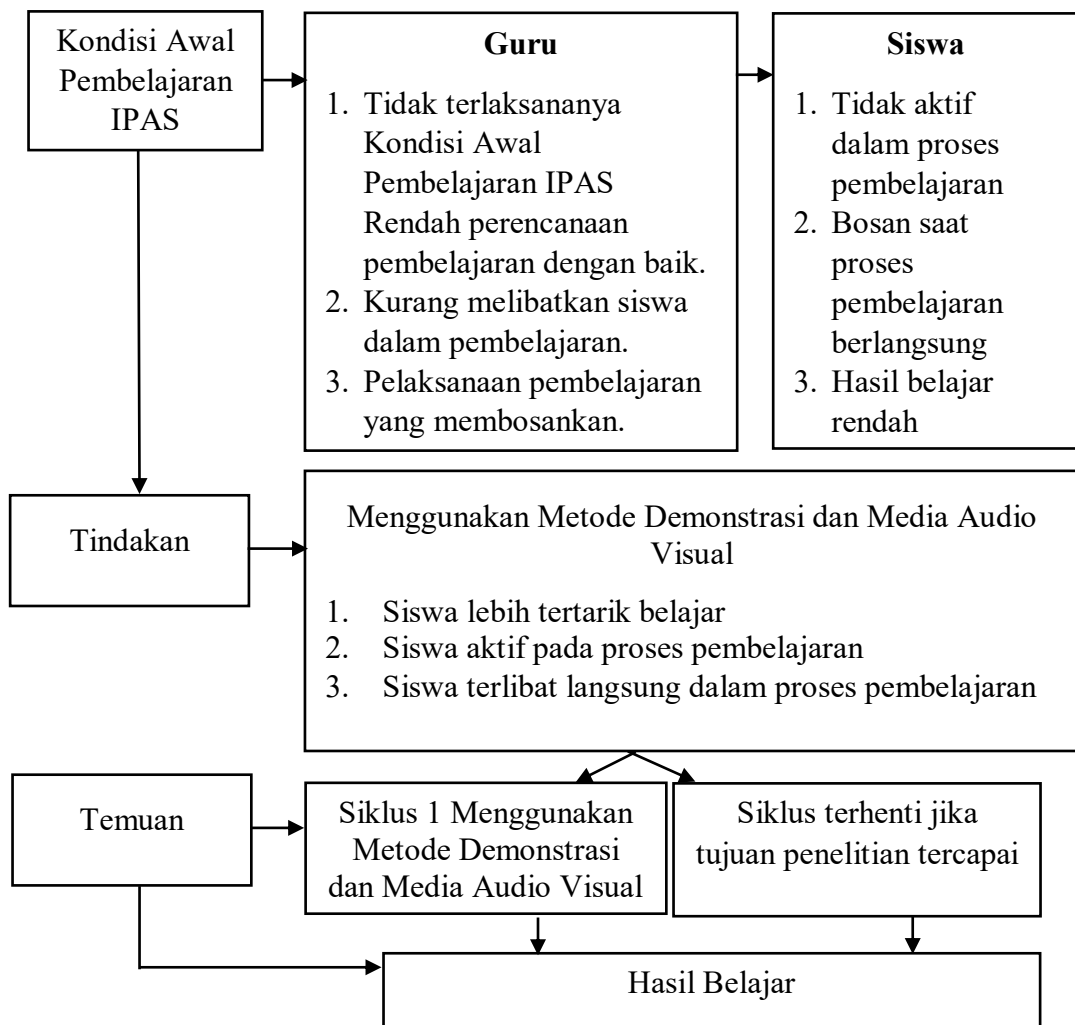 Kondisi Awal
Pembelajaran
IPAS
Guru
1. Tidak terlaksananya
Kondisi Awal
Pembelajaran IPAS
Rendah perencanaan
pembelajaran dengan baik.
2. Kurang melibatkan siswa
dalam pembelajaran.
3. Pelaksanaan pembelajaran
yang membosankan.
Siswa
1. Tidak aktif
dalam proses
pembelajaran
2. Bosan saat
proses
pembelajaran
berlangsung
3. Hasil belajar
rendah
Tindakan
Menggunakan Metode Demonstrasi dan Media Audio
Visual
1. Siswa lebih tertarik belajar
2. Siswa aktif pada proses pembelajaran
3. Siswa terlibat langsung dalam proses pembelajaran
Temuan
Siklus 1 Menggunakan
Metode Demonstrasi
dan Media Audio Visual
Siklus terhenti jika
tujuan penelitian tercapai
Hasil Belajar